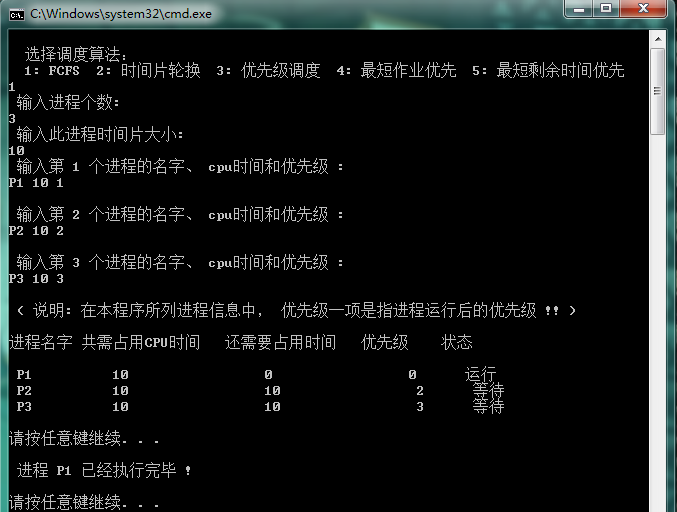 C:\Windows\system32\cmd.exe
选择调度算法:
1: FCFS 2: 时间片轮换 3: 优先级调度 4: 最短作业优先 5: 最短剩余时间优先
1
输入进程个数:
3
输入此进程时间片大小:
10
输入第 1 个进程的名字、 cpu时间和优先级 :
P1 10 1
输入第 2 个进程的名字、 cpu时间和优先级 :
P2 10 2
输入第 3 个进程的名字、 cpu时间和优先级 :
P3 10 3
( 说明: 在本程序所列进程信息中， 优先级一项是指进程运行后的优先级 !! )
进程名字 共需占用CPU时间 还需要占用时间 优先级 状态
P1 10 0 0 运行
P2 10 10 2 等待
P3 10 10 3 等待
请按任意键继续. . .
进程 P1 已经执行完毕 !
请按任意键继续. . .